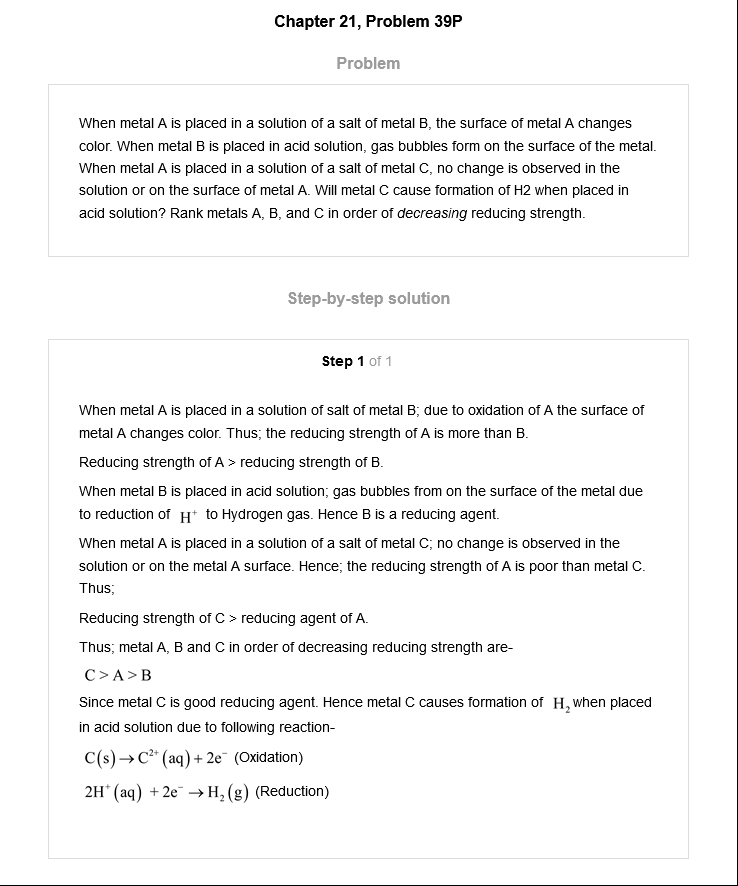 Chapter 21, Problem 39P
Problem
When metal A is placed in a solution of a salt of metal B, the surface of metal A changes
color. When metal B is placed in acid solution, gas bubbles form on the surface of the metal.
When metal A is placed in a solution of a salt of metal C, no change is observed in the
solution or on the surface of metal A. Will metal C cause formation of H2 when placed in
acid solution? Rank metals A, B, and C in order of decreasing reducing strength.
Step-by-step solution
Step 1 of 1
When metal A is placed in a solution of salt of metal B; due to oxidation of A the surface of
metal A changes color. Thus; the reducing strength of A is more than B.
Reducing strength of A > reducing strength of B.
When metal B is placed in acid solution; gas bubbles from on the surface of the metal due
to reduction of H⁺ to Hydrogen gas. Hence B is a reducing agent.
When metal A is placed in a solution of a salt of metal C; no change is observed in the
solution or on the metal A surface. Hence; the reducing strength of A is poor than metal C.
Thus;
Reducing strength of C > reducing agent of A.
Thus; metal A, B and C in order of decreasing reducing strength are-
C > A > B
Since metal C is good reducing agent. Hence metal C causes formation of H₂ when placed
in acid solution due to following reaction-
C(s) → C²⁺(aq) + 2e⁻ (Oxidation)
2H⁺(aq) + 2e⁻ → H₂(g) (Reduction)